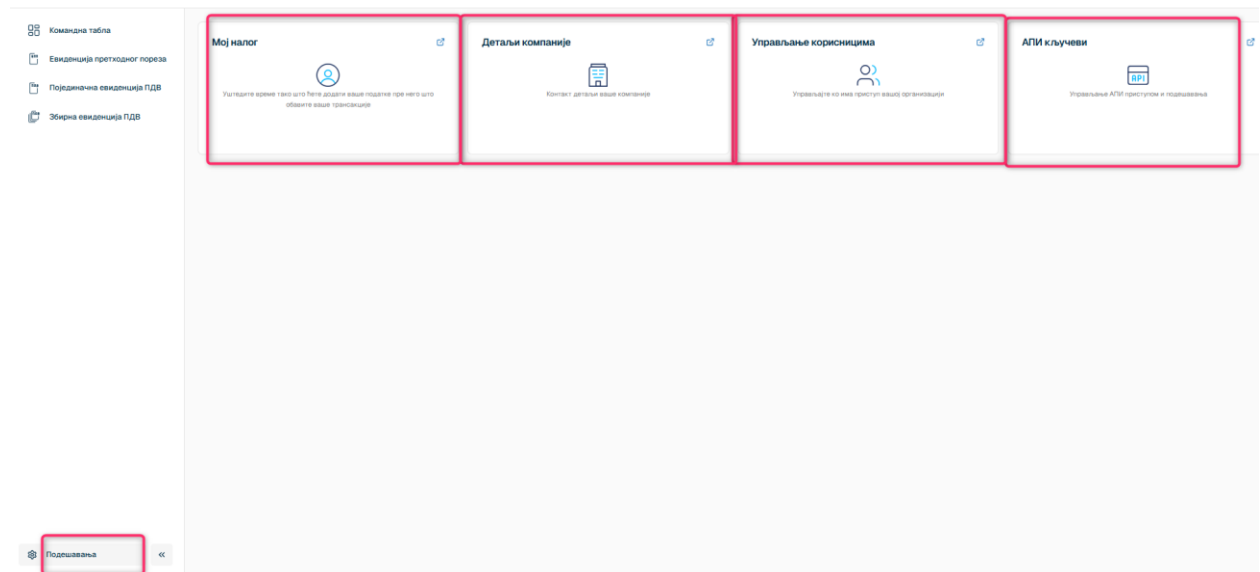 Командна табла
Евиденција претходног пореза
Појединачна евиденција ПДВ
Збирна евиденција ПДВ
Мој налог
Уштедите време тако што ћете додати ваше податке пре него што
обавите ваше трансакције
Детаљи компаније
Контакт детаљи ваше компаније
Управљање корисницима
Управљајте ко има приступ вашој организацији
АПИ кључеви
API
Управљање АПИ приступом и подешавања
Подешавања